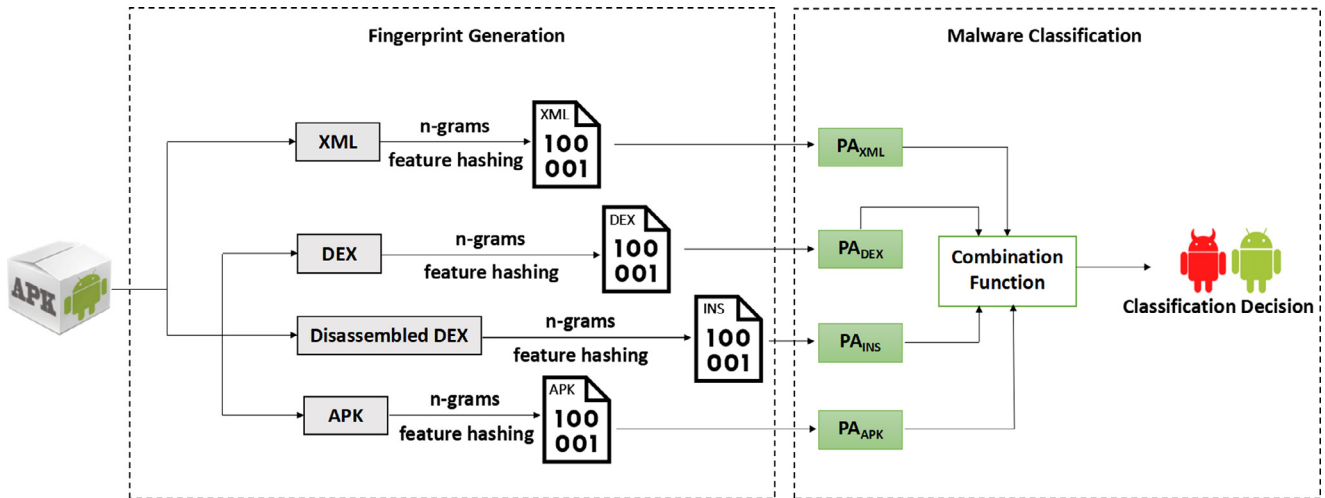 Fingerprint Generation
Malware Classification
XML
n-grams
feature hashing
XML
100
001
PAXML
DEX
n-grams
feature hashing
DEX
100
001
PADEX
Combination
Function
APK
Classification Decision
Disassembled DEX
n-grams
feature hashing
INS
100
001
PAINS
APK
n-grams
feature hashing
APK
100
001
PAAPK